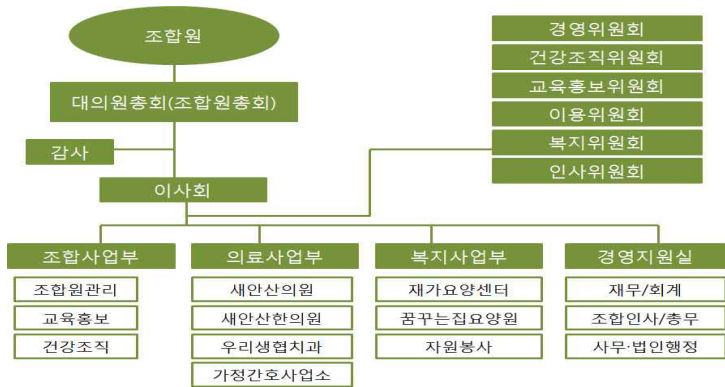 조합원
대의원총회(조합원총회)
감사
이사회
경영위원회
건강조직위원회
교육홍보위원회
이용위원회
복지위원회
인사위원회
조합사업부
조합원관리
교육홍보
건강조직
의료사업부
새안산의원
새안산한의원
우리생협치과
가정간호사업소
복지사업부
재가요양센터
꿈꾸는집요양원
자원봉사
경영지원실
재무/회계
조합인사/총무
사무·법인행정